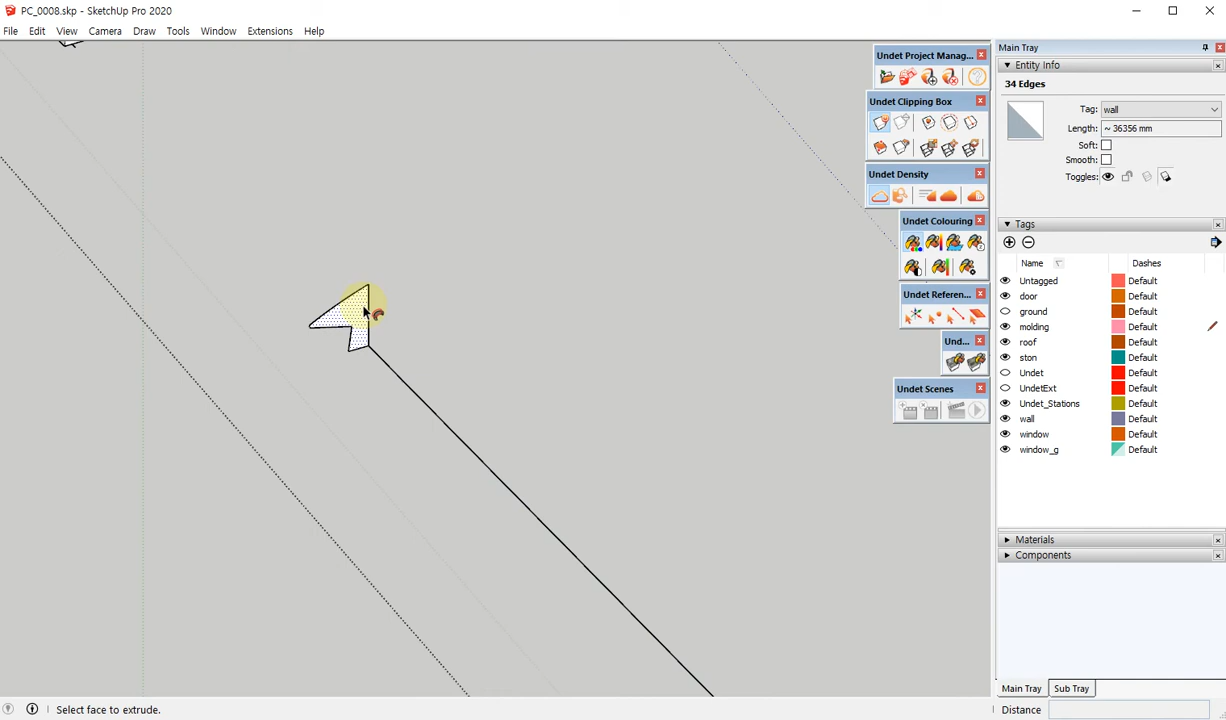 PC_0008.skp - SketchUp Pro 2020
File Edit View Camera Draw Tools Window Extensions Help
Undet Project Manag...
Undet Clipping Box
Undet Density
Undet Colouring
Undet Referen...
Und...
Undet Scenes
Main Tray
Entity Info
34 Edges
Tag: wall
Length: ~ 36356 mm
Soft:
Smooth:
Toggles:
Tags
Name Dashes
Untagged Default
door Default
ground Default
molding Default
roof Default
ston Default
Undet Default
UndetExt Default
Undet_Stations Default
wall Default
window Default
window_g Default
Materials
Components
Main Tray Sub Tray
Select face to extrude.
Distance